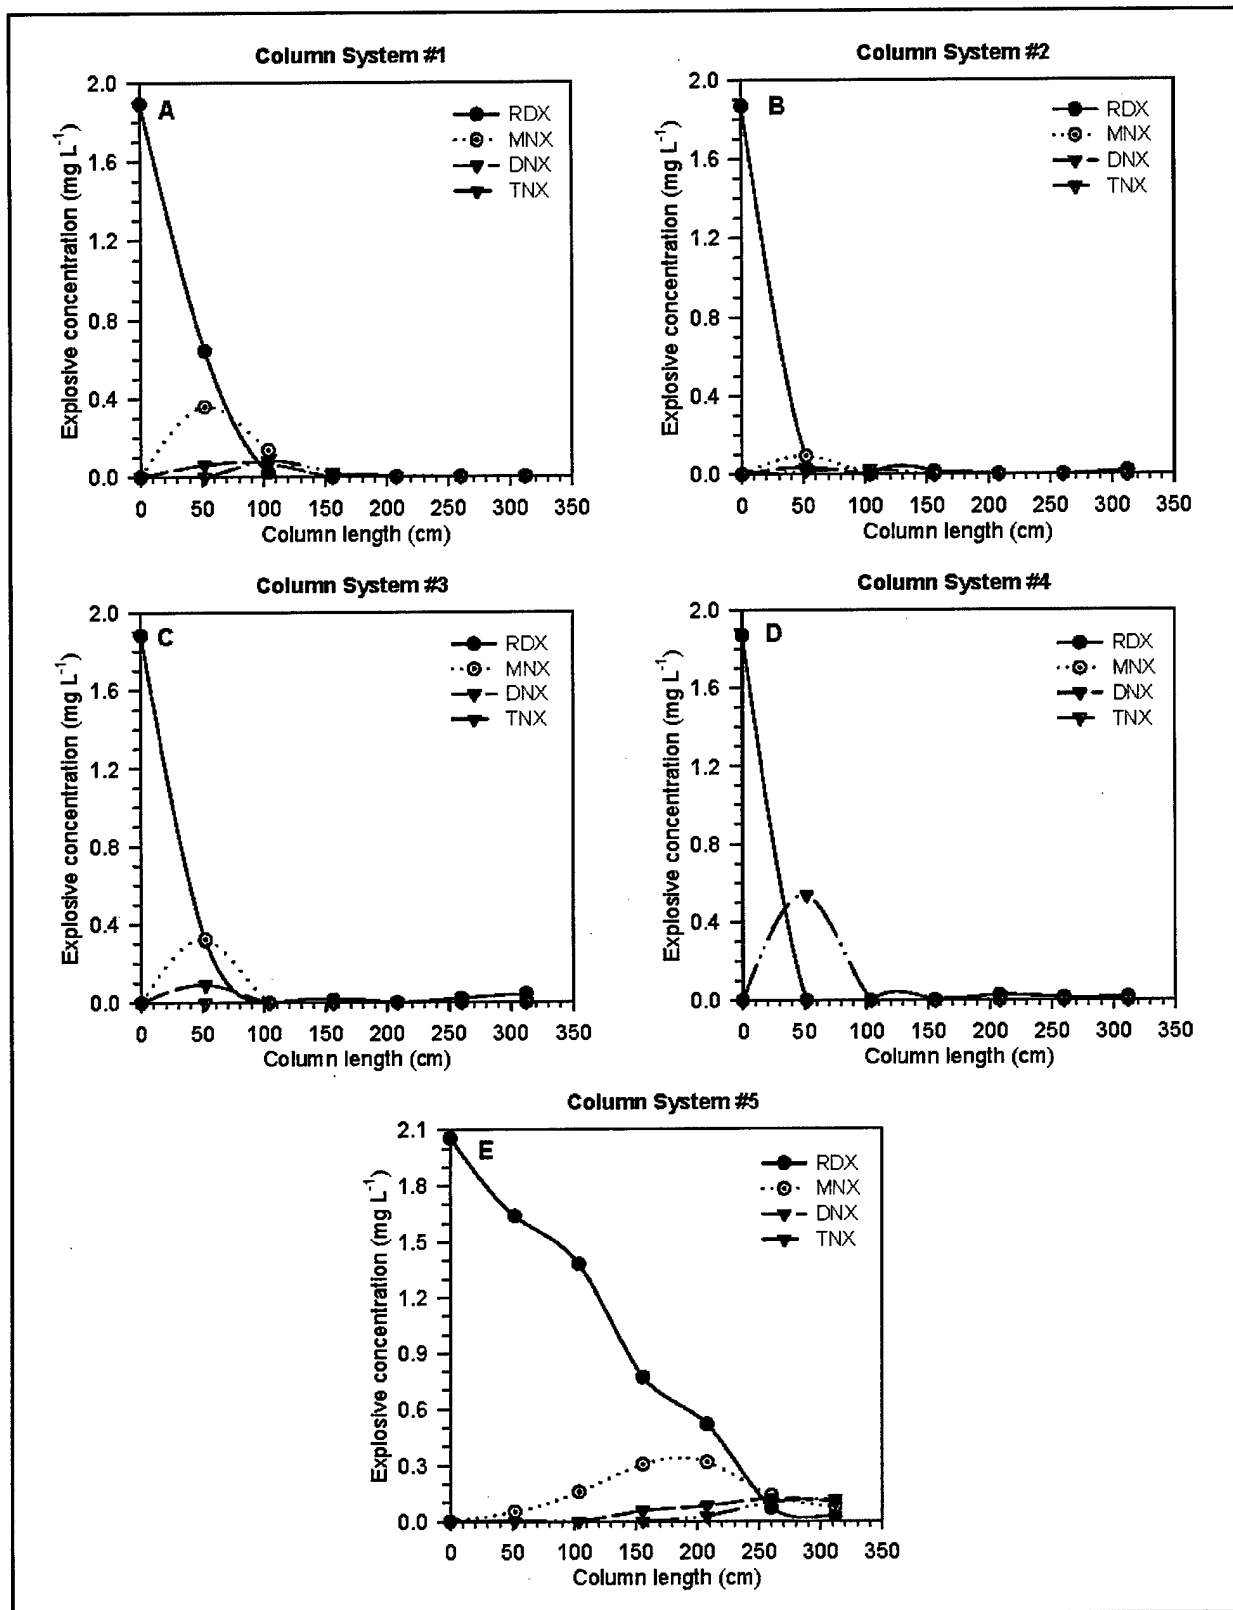 Column System #1
A
RDX
MNX
DNX
TNX
Explosive concentration (mg L⁻¹)
2.0
1.6
1.2
0.8
0.4
0.0
0 50 100 150 200 250 300 350
Column length (cm)
Column System #2
B
RDX
MNX
DNX
TNX
Explosive concentration (mg L⁻¹)
2.0
1.6
1.2
0.8
0.4
0.0
0 50 100 150 200 250 300 350
Column length (cm)
Column System #3
C
RDX
MNX
DNX
TNX
Explosive concentration (mg L⁻¹)
2.0
1.6
1.2
0.8
0.4
0.0
0 50 100 150 200 250 300 350
Column length (cm)
Column System #4
D
RDX
MNX
DNX
TNX
Explosive concentration (mg L⁻¹)
2.0
1.6
1.2
0.8
0.4
0.0
0 50 100 150 200 250 300 350
Column length (cm)
Column System #5
E
RDX
MNX
DNX
TNX
Explosive concentration (mg L⁻¹)
2.1
1.8
1.5
1.2
0.9
0.6
0.3
0.0
0 50 100 150 200 250 300 350
Column length (cm)